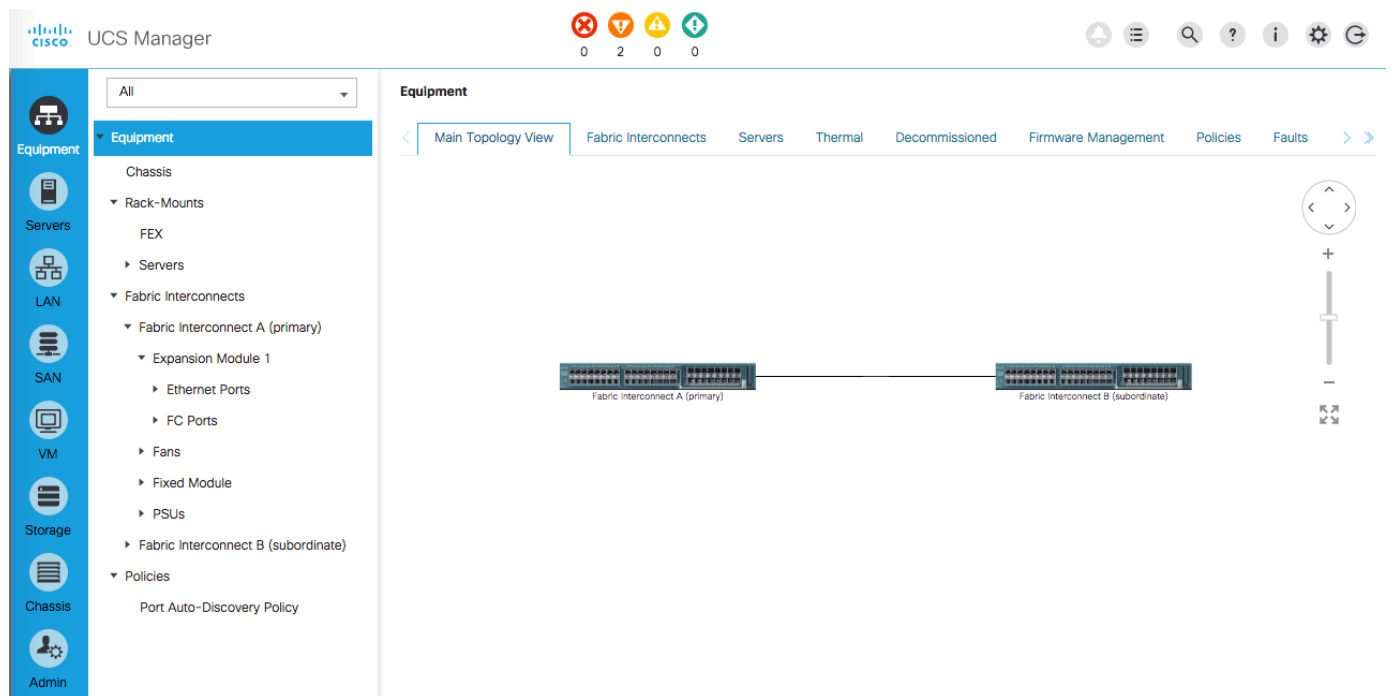 CISCO
UCS Manager
0 2 0 0
Equipment
Servers
LAN
SAN
VM
Storage
Chassis
Admin
All
Equipment
Chassis
Rack-Mounts
FEX
Servers
Fabric Interconnects
Fabric Interconnect A (primary)
Expansion Module 1
Ethernet Ports
FC Ports
Fans
Fixed Module
PSUs
Fabric Interconnect B (subordinate)
Policies
Port Auto-Discovery Policy
Equipment
Main Topology View Fabric Interconnects Servers Thermal Decommissioned Firmware Management Policies Faults
Fabric Interconnect A (primary)
Fabric Interconnect B (subordinate)